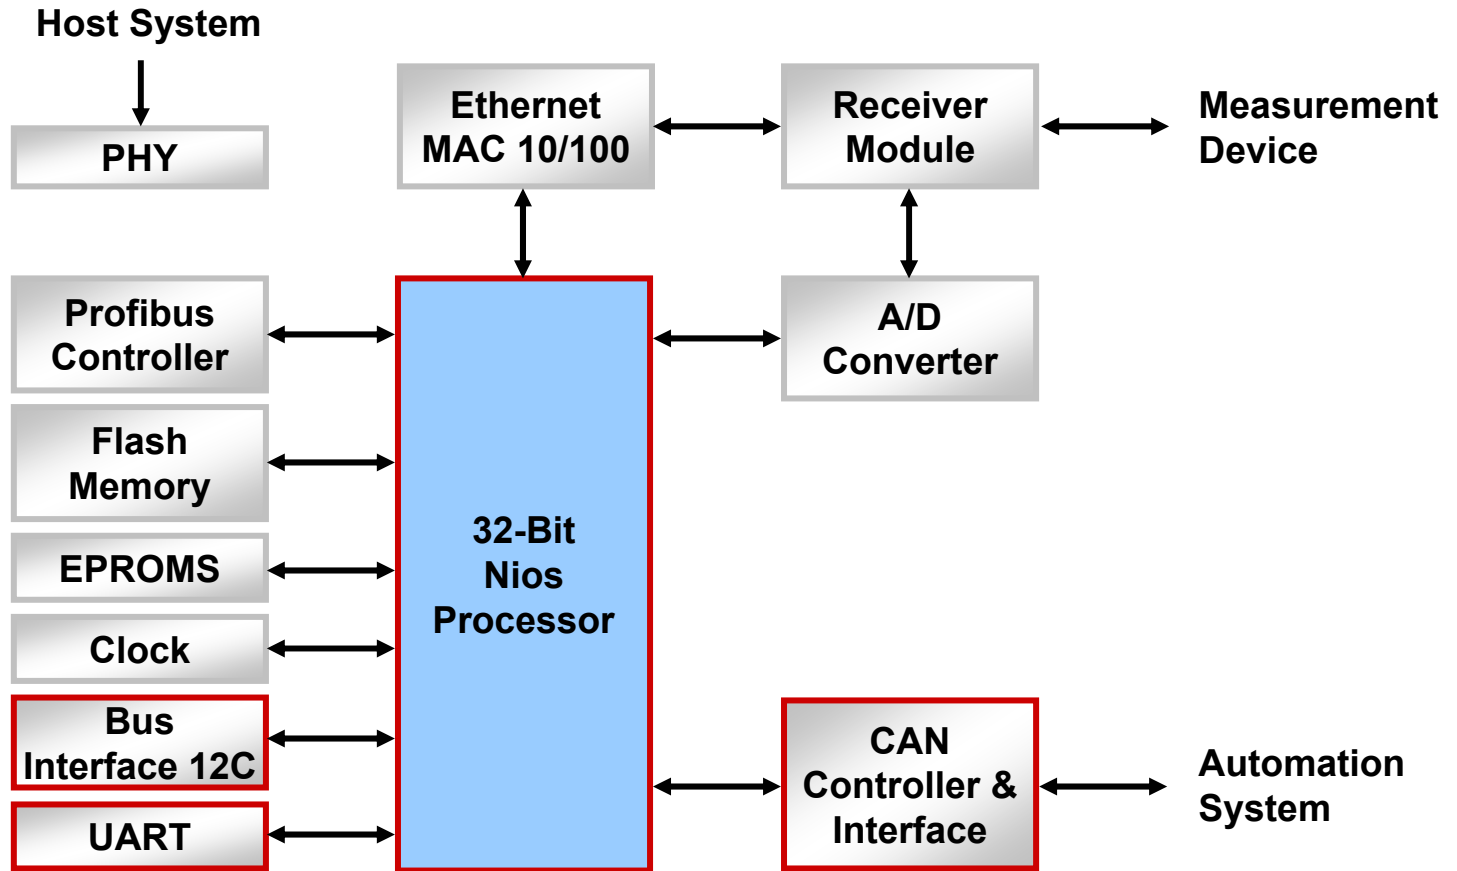 Host System
PHY
Ethernet
MAC 10/100
Receiver
Module
Measurement
Device
Profibus
Controller
A/D
Converter
Flash
Memory
EPROMS
Clock
Bus
Interface 12C
UART
32-Bit
Nios
Processor
CAN
Controller &
Interface
Automation
System